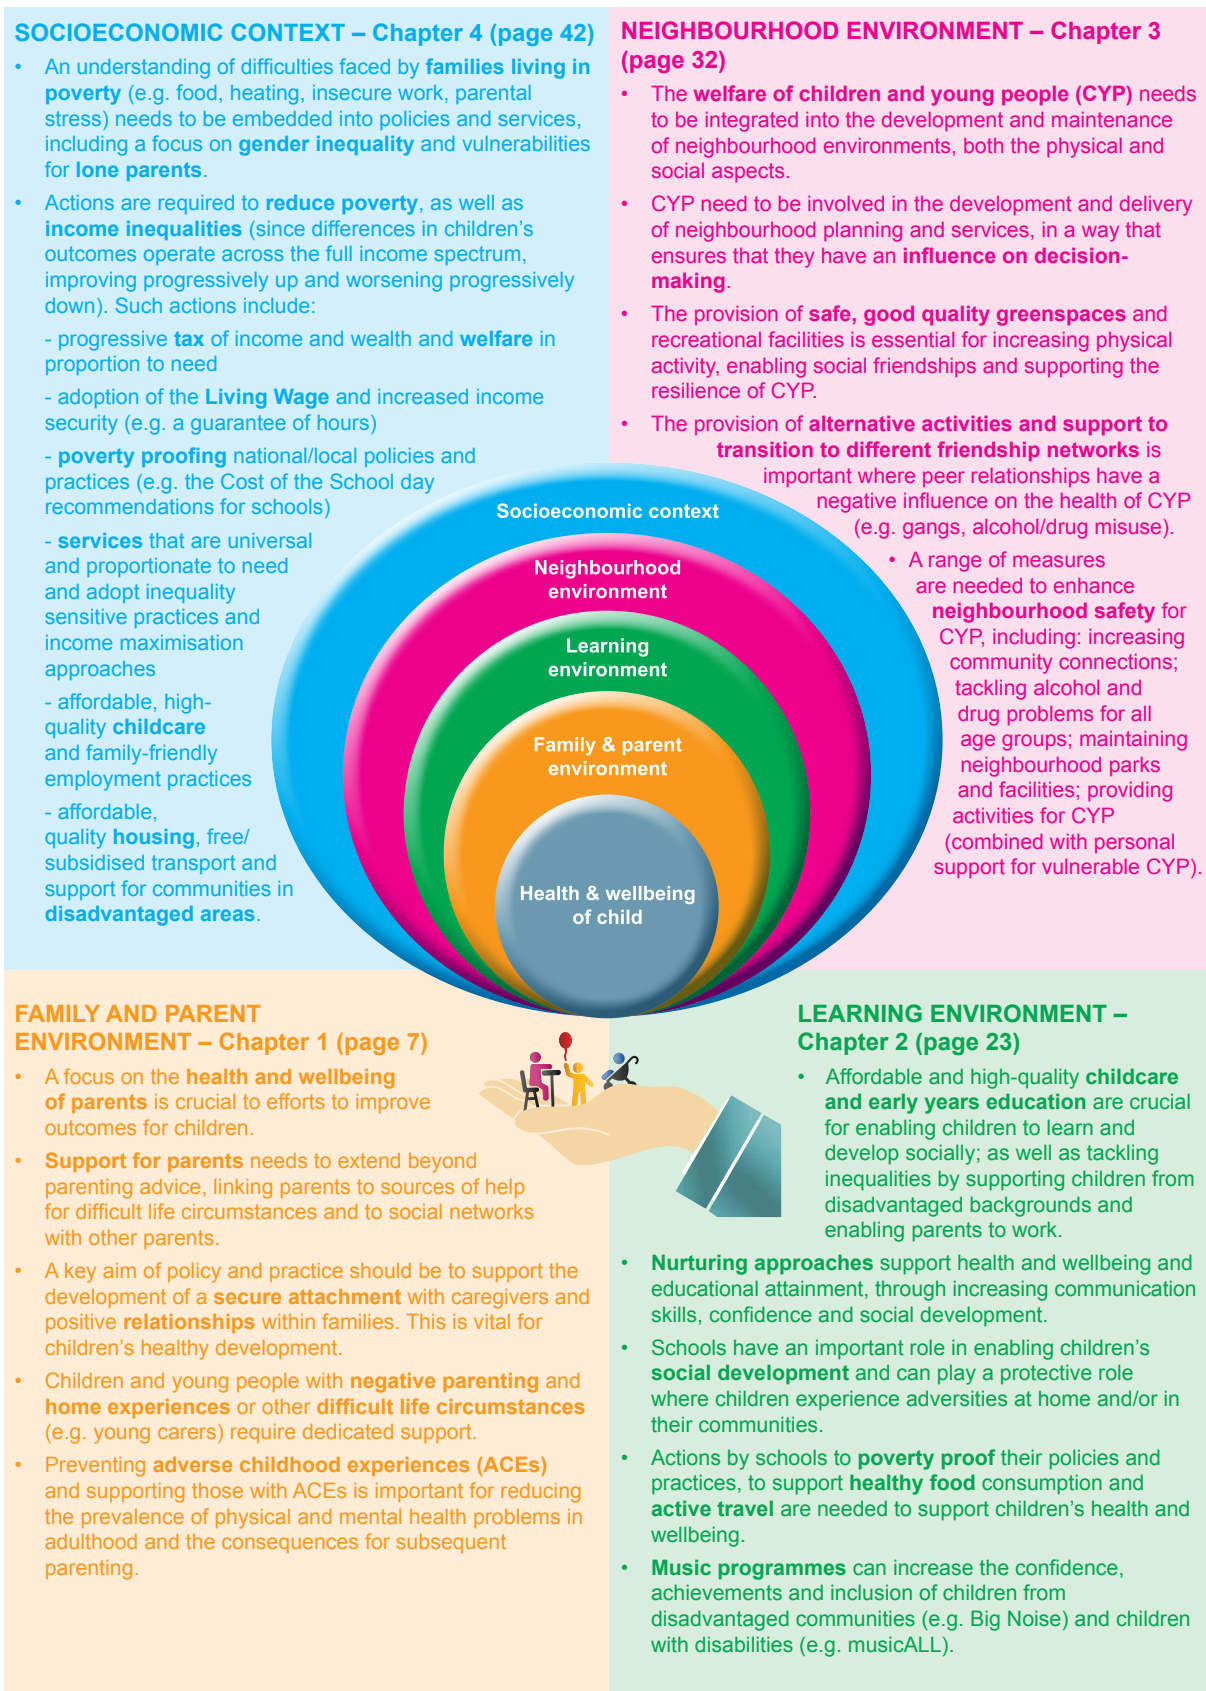 SOCIOECONOMIC CONTEXT – Chapter 4 (page 42)
• An understanding of difficulties faced by families living in
poverty (e.g. food, heating, insecure work, parental
stress) needs to be embedded into policies and services,
including a focus on gender inequality and vulnerabilities
for lone parents.
• Actions are required to reduce poverty, as well as
income inequalities (since differences in children’s
outcomes operate across the full income spectrum,
improving progressively up and worsening progressively
down). Such actions include:
- progressive tax of income and wealth and welfare in
proportion to need
- adoption of the Living Wage and increased income
security (e.g. a guarantee of hours)
- poverty proofing national/local policies and
practices (e.g. the Cost of the School day
recommendations for schools)
- services that are universal
and proportionate to need
and adopt inequality
sensitive practices and
income maximisation
approaches
- affordable, high-
quality childcare
and family-friendly
employment practices
- affordable,
quality housing, free/
subsidised transport and
support for communities in
disadvantaged areas.
NEIGHBOURHOOD ENVIRONMENT – Chapter 3
(page 32)
• The welfare of children and young people (CYP) needs
to be integrated into the development and maintenance
of neighbourhood environments, both the physical and
social aspects.
• CYP need to be involved in the development and delivery
of neighbourhood planning and services, in a way that
ensures that they have an influence on decision-
making.
• The provision of safe, good quality greenspaces and
recreational facilities is essential for increasing physical
activity, enabling social friendships and supporting the
resilience of CYP.
• The provision of alternative activities and support to
transition to different friendship networks is
important where peer relationships have a
negative influence on the health of CYP
(e.g. gangs, alcohol/drug misuse).
• A range of measures
are needed to enhance
neighbourhood safety for
CYP, including: increasing
community connections;
tackling alcohol and
drug problems for all
age groups; maintaining
neighbourhood parks
and facilities; providing
activities for CYP
(combined with personal
support for vulnerable CYP).
Socioeconomic context
Neighbourhood
environment
Learning
environment
Family & parent
environment
Health & wellbeing
of child
FAMILY AND PARENT
ENVIRONMENT – Chapter 1 (page 7)
• A focus on the health and wellbeing
of parents is crucial to efforts to improve
outcomes for children.
• Support for parents needs to extend beyond
parenting advice, linking parents to sources of help
for difficult life circumstances and to social networks
with other parents.
• A key aim of policy and practice should be to support the
development of a secure attachment with caregivers and
positive relationships within families. This is vital for
children’s healthy development.
• Children and young people with negative parenting and
home experiences or other difficult life circumstances
(e.g. young carers) require dedicated support.
• Preventing adverse childhood experiences (ACEs)
and supporting those with ACEs is important for reducing
the prevalence of physical and mental health problems in
adulthood and the consequences for subsequent
parenting.
LEARNING ENVIRONMENT –
Chapter 2 (page 23)
• Affordable and high-quality childcare
and early years education are crucial
for enabling children to learn and
develop socially; as well as tackling
inequalities by supporting children from
disadvantaged backgrounds and
enabling parents to work.
• Nurturing approaches support health and wellbeing and
educational attainment, through increasing communication
skills, confidence and social development.
• Schools have an important role in enabling children’s
social development and can play a protective role
where children experience adversities at home and/or in
their communities.
• Actions by schools to poverty proof their policies and
practices, to support healthy food consumption and
active travel are needed to support children’s health and
wellbeing.
• Music programmes can increase the confidence,
achievements and inclusion of children from
disadvantaged communities (e.g. Big Noise) and children
with disabilities (e.g. musicALL).